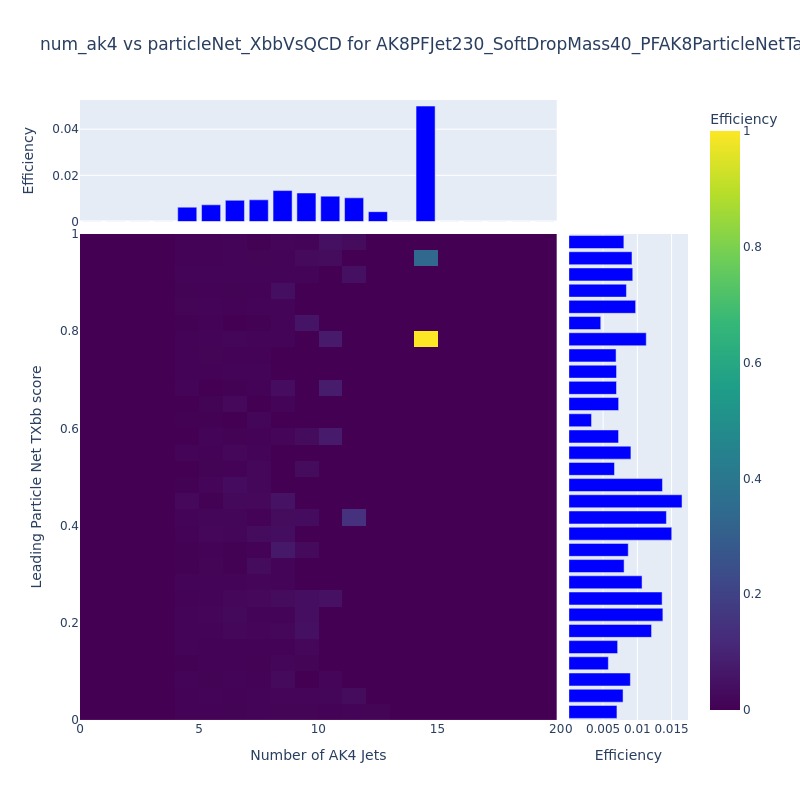 num_ak4 vs particleNet_XbbVsQCD for AK8PFJet230_SoftDropMass40_PFAK8ParticleNetTa
Efficiency
0.04
0.02
0
Efficiency
1
0.8
0.6
0.4
0.2
0
Leading Particle Net TXbb score
1
0.8
0.6
0.4
0.2
0
0 5 10 15 20
Number of AK4 Jets
0 0.005 0.01 0.015
Efficiency